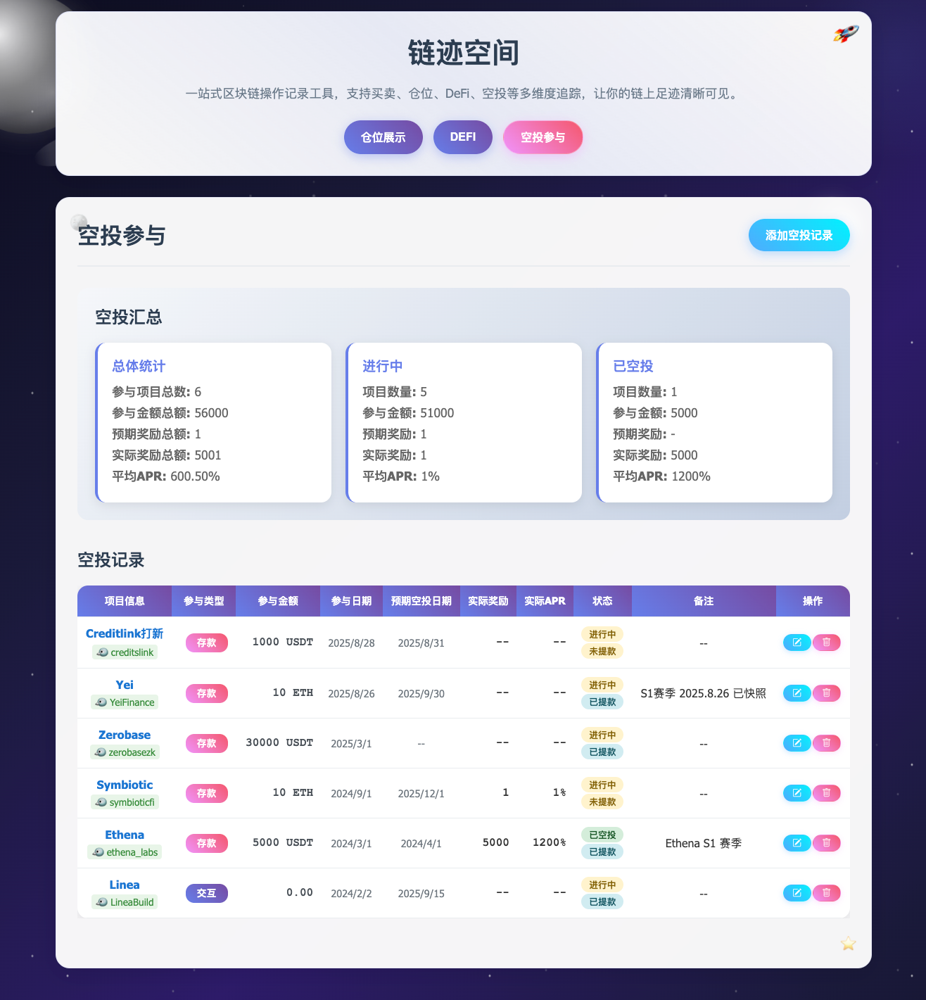 链迹空间
一站式区块链操作记录工具，支持买卖、仓位、DeFi、空投等多维度追踪，让你的链上足迹清晰可见。
仓位展示 DEFI 空投参与
空投参与 添加空投记录
空投汇总
总体统计
参与项目总数: 6
参与金额总额: 56000
预期奖励总额: 1
实际奖励总额: 5001
平均APR: 600.50%
进行中
项目数量: 5
参与金额: 51000
预期奖励: 1
实际奖励: 1
平均APR: 1%
已空投
项目数量: 1
参与金额: 5000
预期奖励: -
实际奖励: 5000
平均APR: 1200%
空投记录
项目信息 参与类型 参与金额 参与日期 预期空投日期 实际奖励 实际APR 状态 备注 操作
Creditlink打新 creditslink 存款 1000 USDT 2025/8/28 2025/8/31 -- -- 进行中 未提款 --
Yei YeiFinance 存款 10 ETH 2025/8/26 2025/9/30 -- -- 进行中 已提款 S1赛季 2025.8.26 已快照
Zerobase zerobasezk 存款 30000 USDT 2025/3/1 -- -- -- 进行中 已提款 --
Symbiotic symbioticfi 存款 10 ETH 2024/9/1 2025/12/1 1 1% 进行中 未提款 --
Ethena ethena_labs 存款 5000 USDT 2024/3/1 2024/4/1 5000 1200% 已空投 已提款 Ethena S1 赛季
Linea LineaBuild 交互 0.00 2024/2/2 2025/9/15 -- -- 进行中 已提款 --